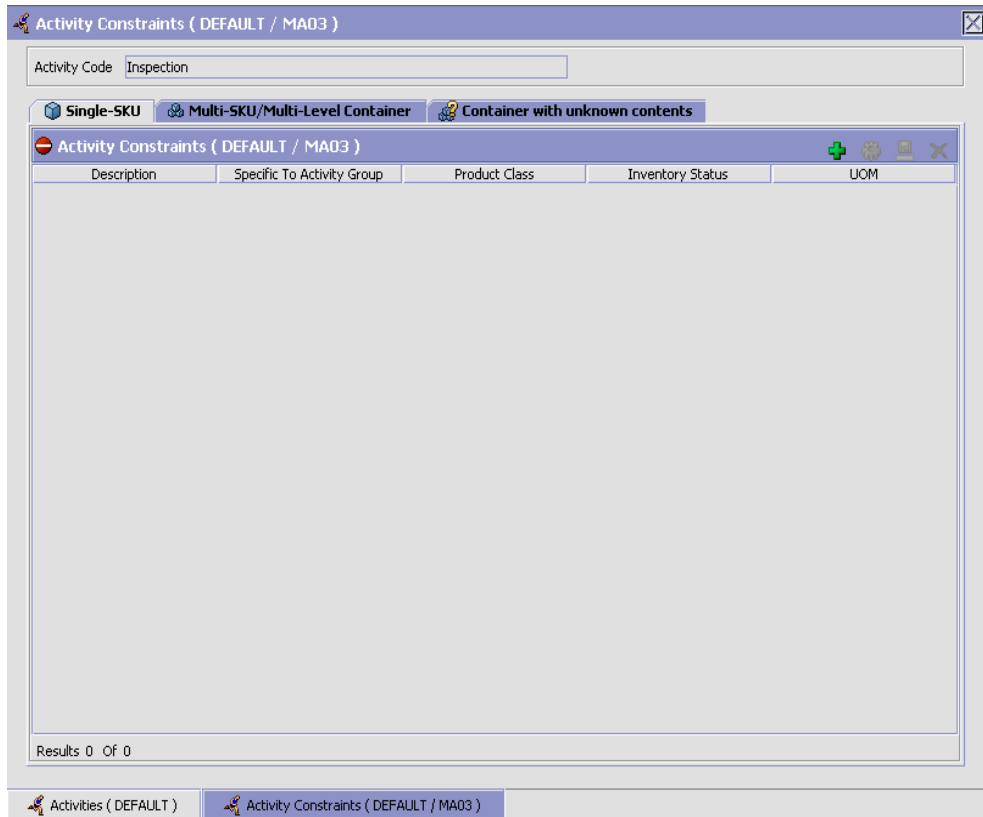 Activity Constraints ( DEFAULT / MA03 )
Activity Code Inspection
Single-SKU Multi-SKU/Multi-Level Container Container with unknown contents
Activity Constraints ( DEFAULT / MA03 )
Description Specific To Activity Group Product Class Inventory Status UOM
Results 0 Of 0
Activities ( DEFAULT ) Activity Constraints ( DEFAULT / MA03 )